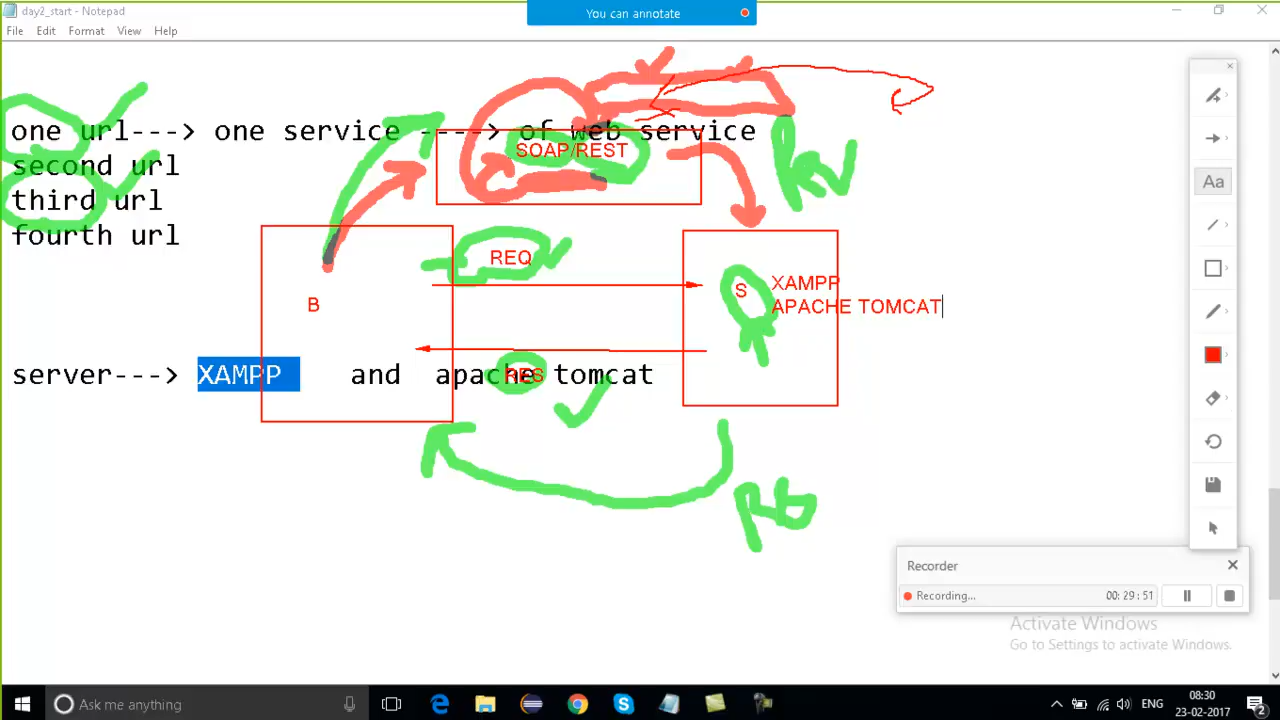 day2_start - Notepad
You can annotate
File Edit Format View Help
one url---> one service ----> of web service
SOAP/REST
second url
third url
fourth url
REQ
B
S
XAMPP
APACHE TOMCAT
server---> XAMPP and apache tomcat
RES
Aa
Recorder
Recording...
00:29:51
Activate Windows
Go to Settings to activate Windows.
Ask me anything
ENG
08:30
23-02-2017
2